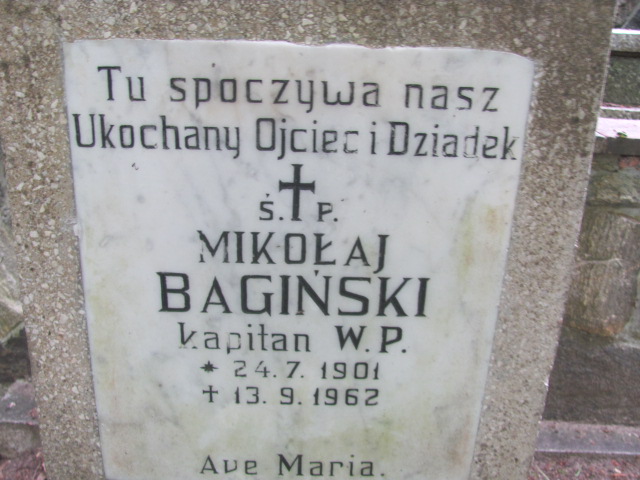 Tu spoczywa nasz
Ukochany Ojciec i Dziadek
Ś. P.
MIKOŁAJ
BAGIŃSKI
kapitan W. P.
* 24. 7. 1901
✝ 13. 9. 1962
Ave Maria.